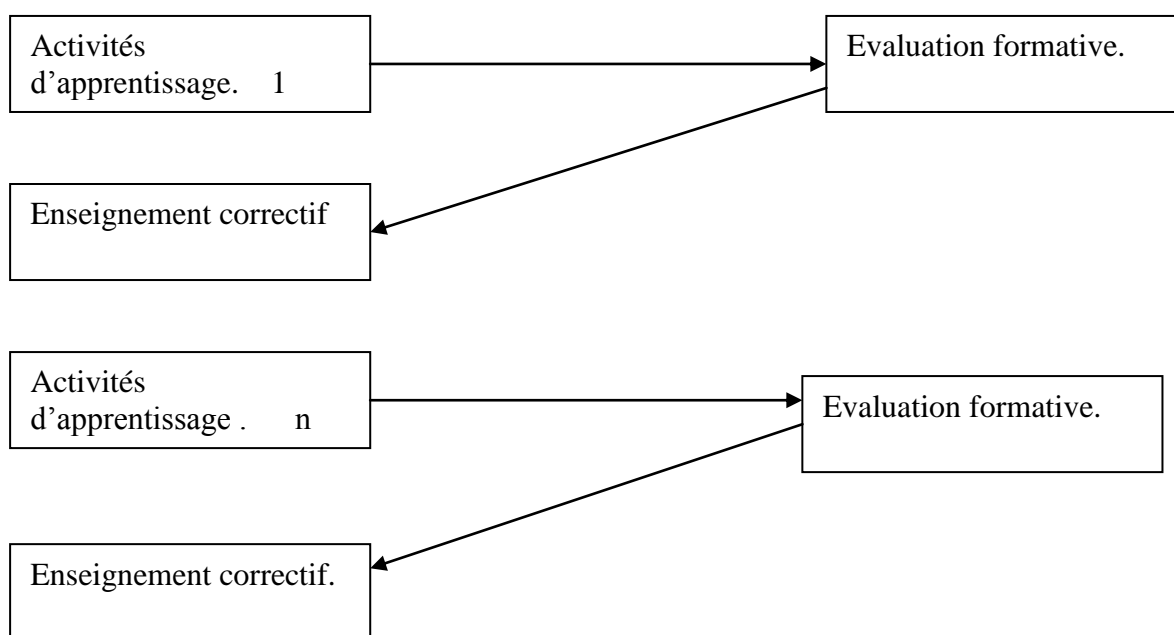 Activités
d’apprentissage. 1
Evaluation formative.
Enseignement correctif
Activités
d’apprentissage . n
Evaluation formative.
Enseignement correctif.